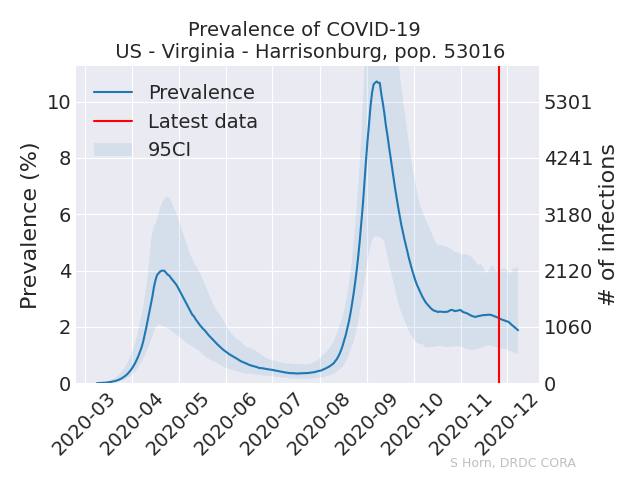 Prevalence of COVID-19
US - Virginia - Harrisonburg, pop. 53016
Prevalence
Latest data
95CI
Prevalence (%)
10
8
6
4
2
0
5301
4241
3180
2120
1060
0
# of infections
2020-03
2020-04
2020-05
2020-06
2020-07
2020-08
2020-09
2020-10
2020-11
2020-12
S Horn, DRDC CORA